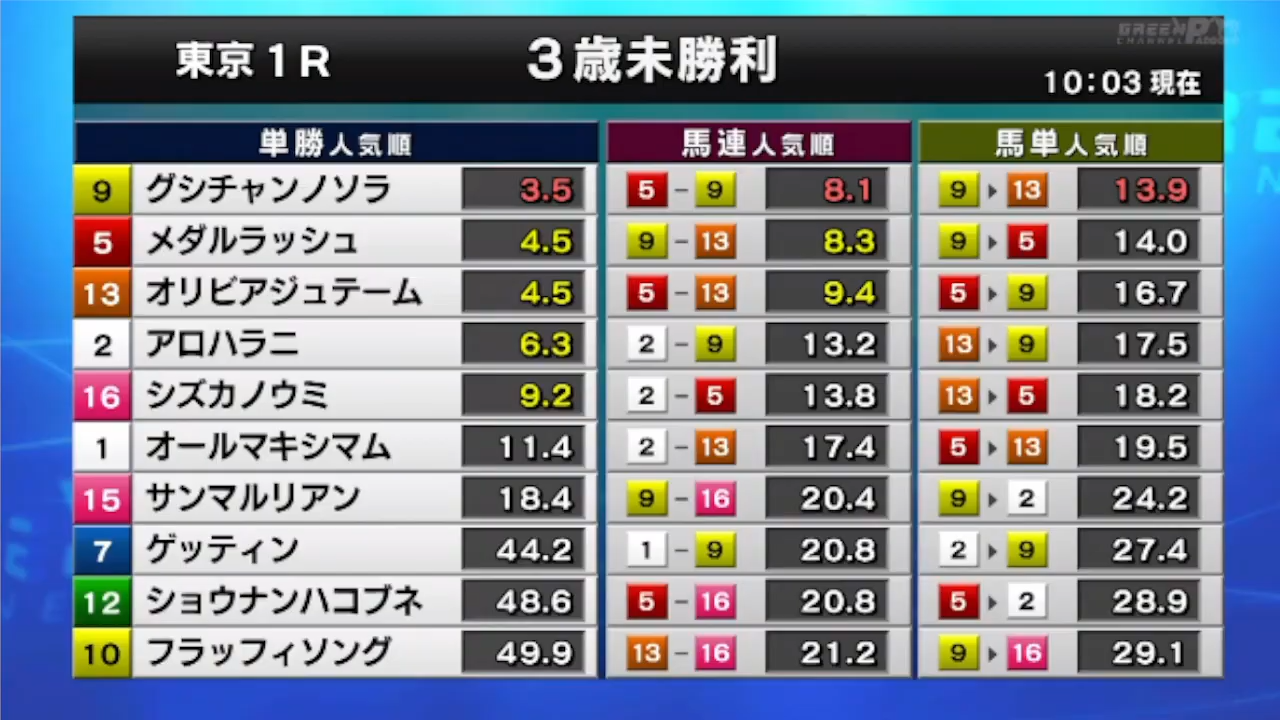 GREEN CHANNEL PADDOCK
東京1R
3歳未勝利
10:03 現在
単勝人気順 馬連人気順 馬単人気順
9 グシチャンノソラ 3.5 5 - 9 8.1 9 ▶ 13 13.9
5 メダルラッシュ 4.5 9 - 13 8.3 9 ▶ 5 14.0
13 オリビアジュテーム 4.5 5 - 13 9.4 5 ▶ 9 16.7
2 アロハラニ 6.3 2 - 9 13.2 13 ▶ 9 17.5
16 シズカノウミ 9.2 2 - 5 13.8 13 ▶ 5 18.2
1 オールマキシマム 11.4 2 - 13 17.4 5 ▶ 13 19.5
15 サンマルリアン 18.4 9 - 16 20.4 9 ▶ 2 24.2
7 ゲッティン 44.2 1 - 9 20.8 2 ▶ 9 27.4
12 ショウナンハコブネ 48.6 5 - 16 20.8 5 ▶ 2 28.9
10 フラッフィソング 49.9 13 - 16 21.2 9 ▶ 16 29.1